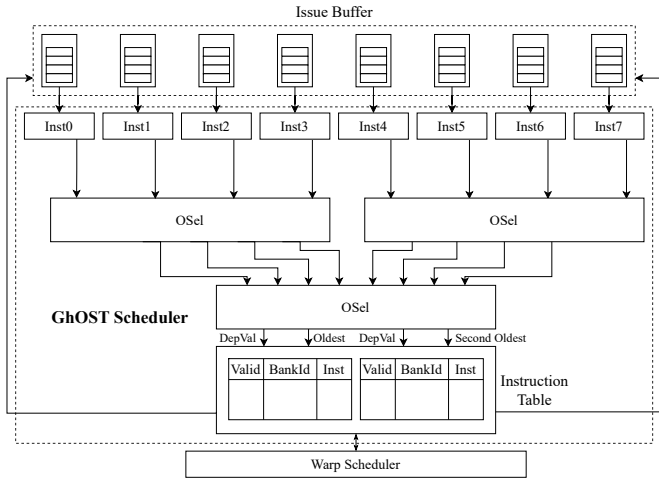 Issue Buffer
Inst0 Inst1 Inst2 Inst3 Inst4 Inst5 Inst6 Inst7
OSel OSel
OSel
GhOST Scheduler
DepVal Oldest DepVal Second Oldest
Valid BankId Inst Valid BankId Inst
Instruction
Table
Warp Scheduler